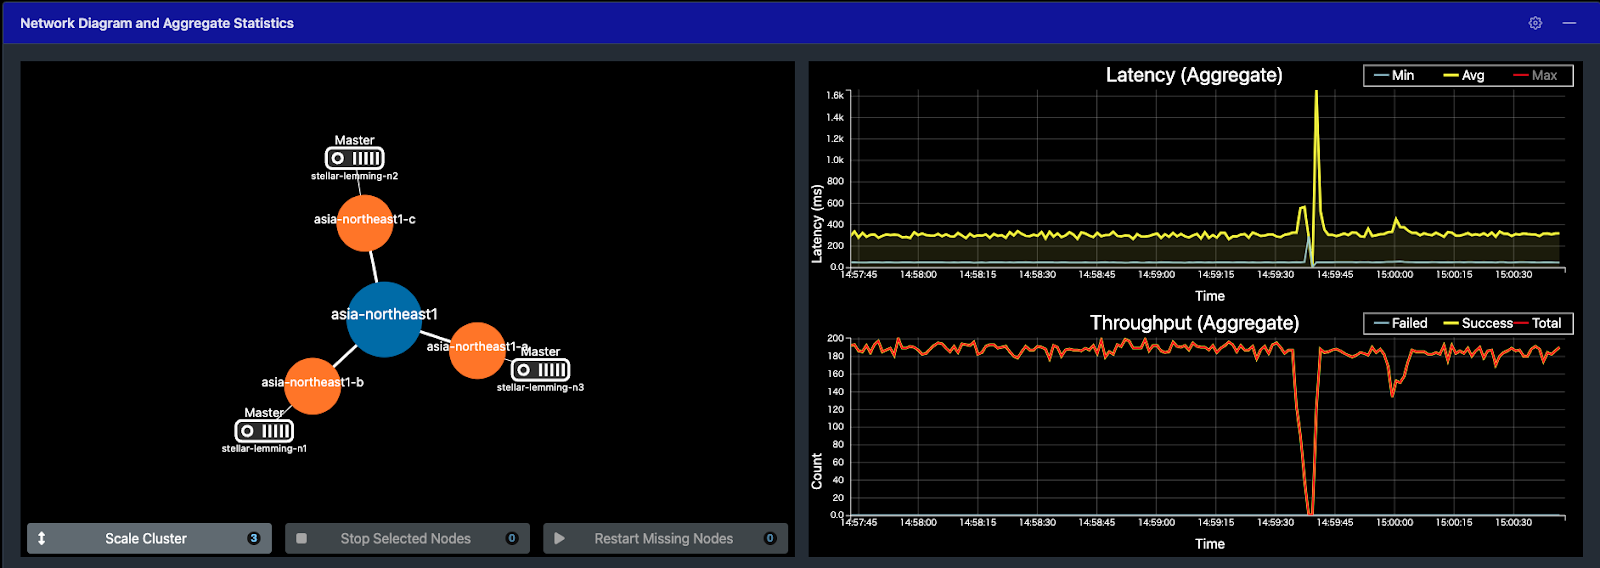 Network Diagram and Aggregate Statistics
Master
stellar-lemming-n2
asia-northeast1-c
asia-northeast1
asia-northeast1-a
Master
stellar-lemming-n3
asia-northeast1-b
Master
stellar-lemming-n1
Scale Cluster 3
Stop Selected Nodes 0
Restart Missing Nodes 0
Latency (Aggregate)
Min Avg Max
Latency (ms)
1.6k
1.4k
1.2k
1.0k
800
600
400
200
0.0
14:57:45 14:58:00 14:58:15 14:58:30 14:58:45 14:59:00 14:59:15 14:59:30 14:59:45 15:00:00 15:00:15 15:00:30
Time
Throughput (Aggregate)
Failed Success Total
Count
200
180
160
140
120
100
80
60
40
20
0.0
14:57:45 14:58:00 14:58:15 14:58:30 14:58:45 14:59:00 14:59:15 14:59:30 14:59:45 15:00:00 15:00:15 15:00:30
Time